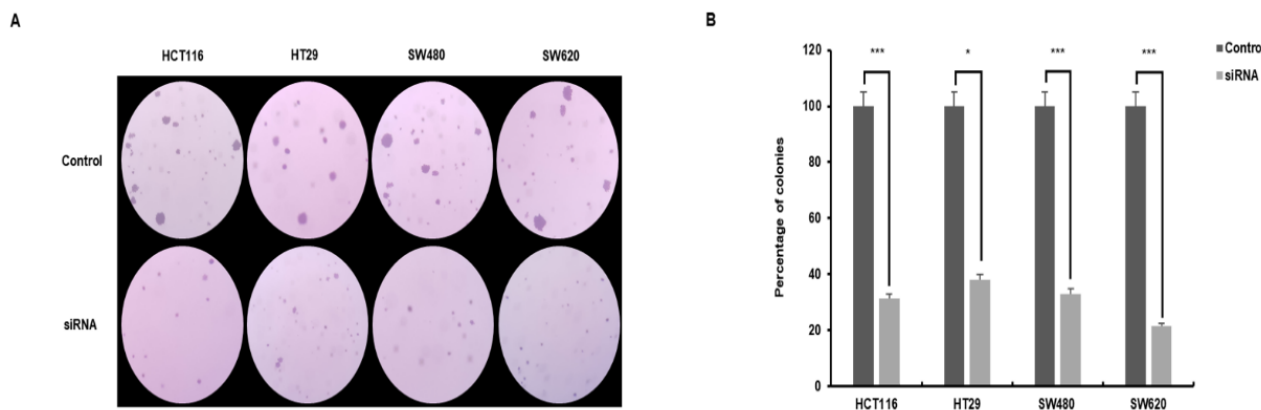 A
HCT116 HT29 SW480 SW620
Control
siRNA
B
Control
siRNA
*** * *** ***
120
100
80
60
40
20
0
Percentage of colonies
HCT116 HT29 SW480 SW620